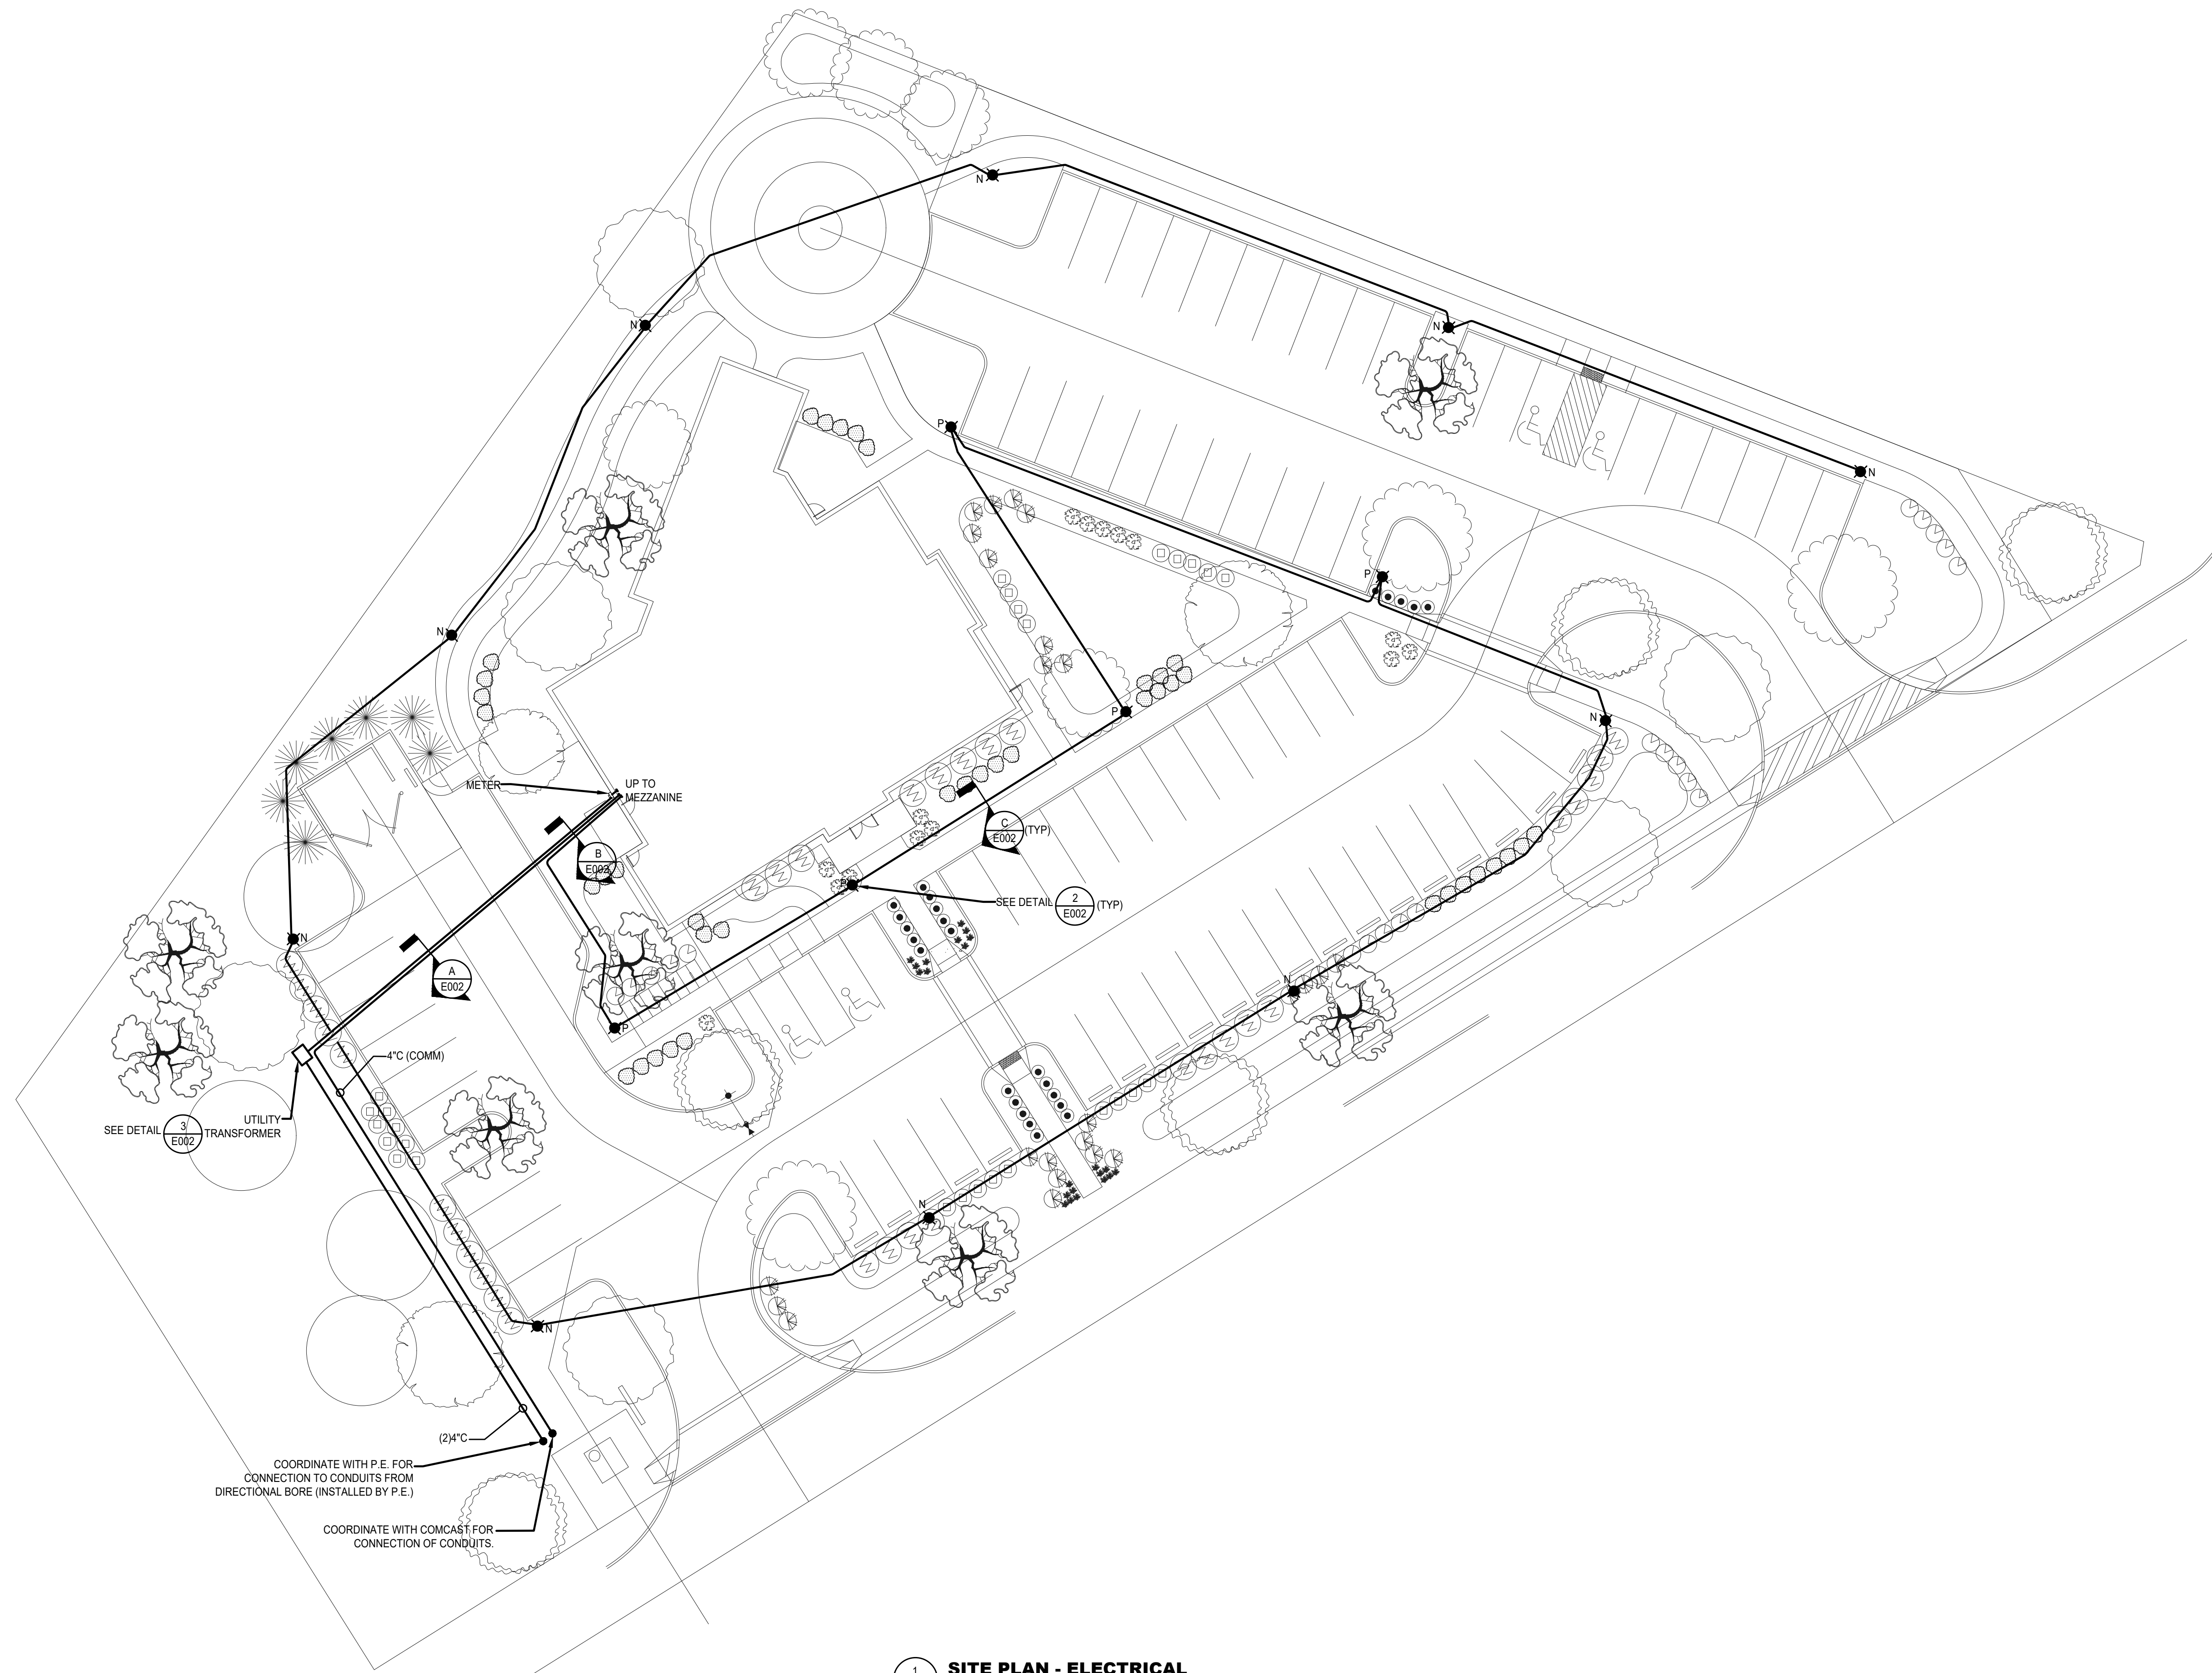 N
N
N
N
P
N
P
N
P
METER
UP TO
MEZZANINE
B
E002
C
E002
(TYP)
P
SEE DETAIL
2
E002
(TYP)
N
A
E002
N
P
4"C (COMM)
SEE DETAIL
3
E002
UTILITY
TRANSFORMER
N
N
(2)4"C
COORDINATE WITH P.E. FOR
CONNECTION TO CONDUITS FROM
DIRECTIONAL BORE (INSTALLED BY P.E.)
COORDINATE WITH COMCAST FOR
CONNECTION OF CONDUITS.
1
SITE PLAN - ELECTRICAL